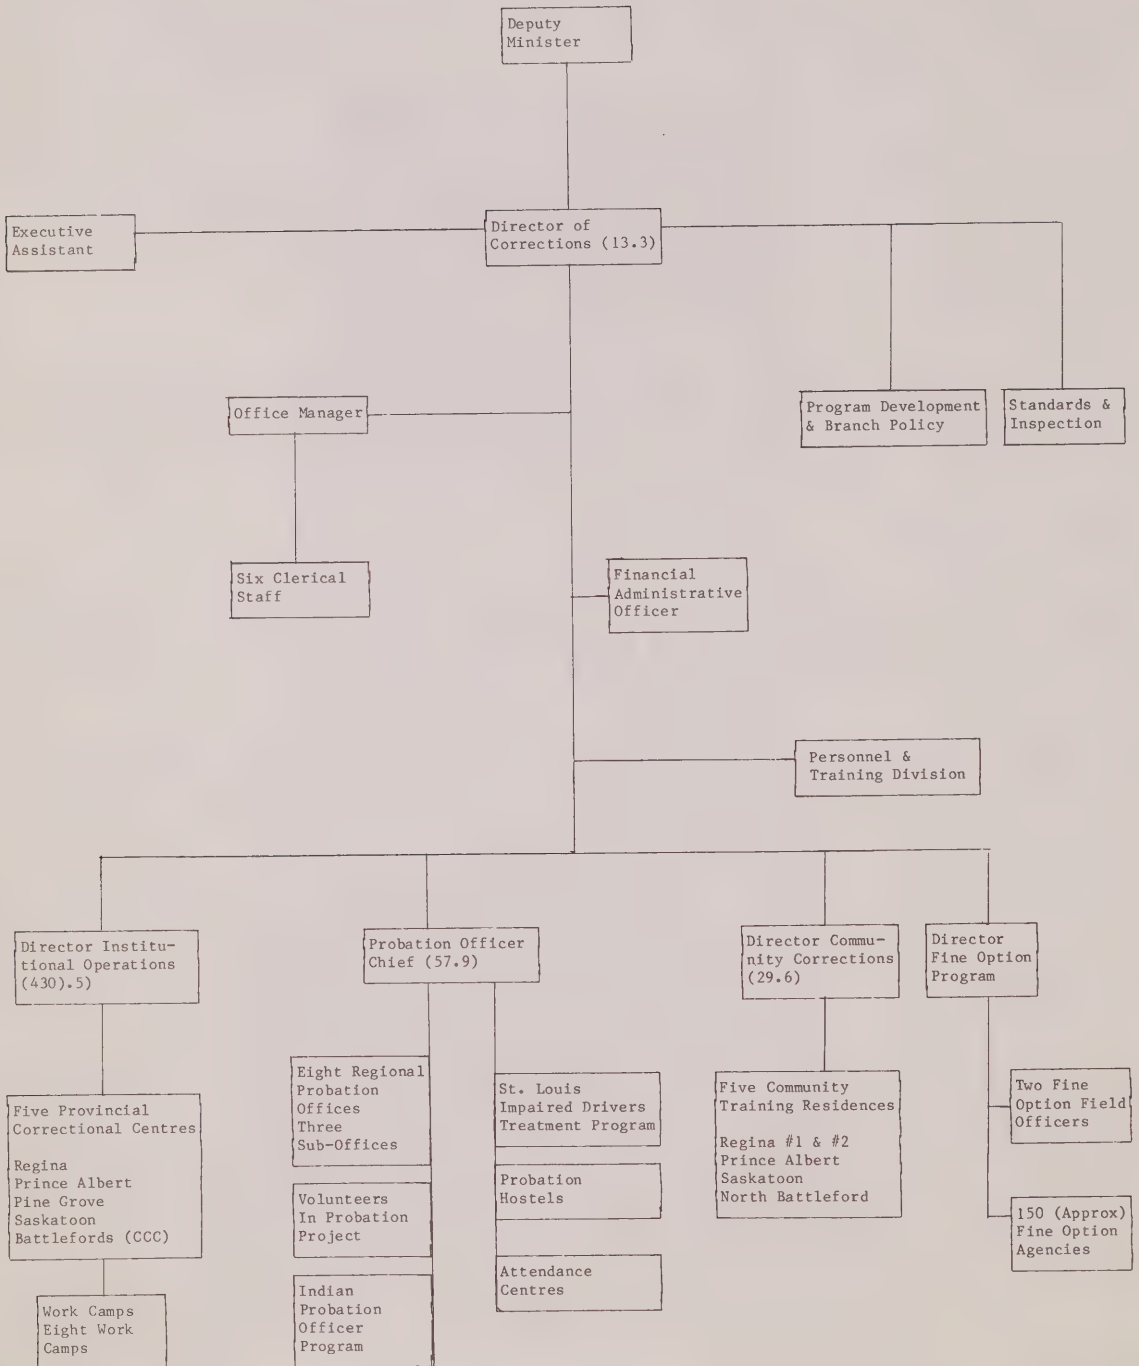 Deputy
Minister
Executive
Assistant
Director of
Corrections (13.3)
Office Manager
Program Development
& Branch Policy
Standards &
Inspection
Six Clerical
Staff
Financial
Administrative
Officer
Personnel &
Training Division
Director Institu-
tional Operations
(430).5)
Probation Officer
Chief (57.9)
Director Commu-
nity Corrections
(29.6)
Director
Fine Option
Program
Five Provincial
Correctional Centres
Regina
Prince Albert
Pine Grove
Saskatoon
Battlefords (CCC)
Work Camps
Eight Work
Camps
Eight Regional
Probation
Offices
Three
Sub-Offices
Volunteers
In Probation
Project
Indian
Probation
Officer
Program
St. Louis
Impaired Drivers
Treatment Program
Probation
Hostels
Attendance
Centres
Five Community
Training Residences
Regina #1 & #2
Prince Albert
Saskatoon
North Battleford
Two Fine
Option Field
Officers
150 (Approx)
Fine Option
Agencies